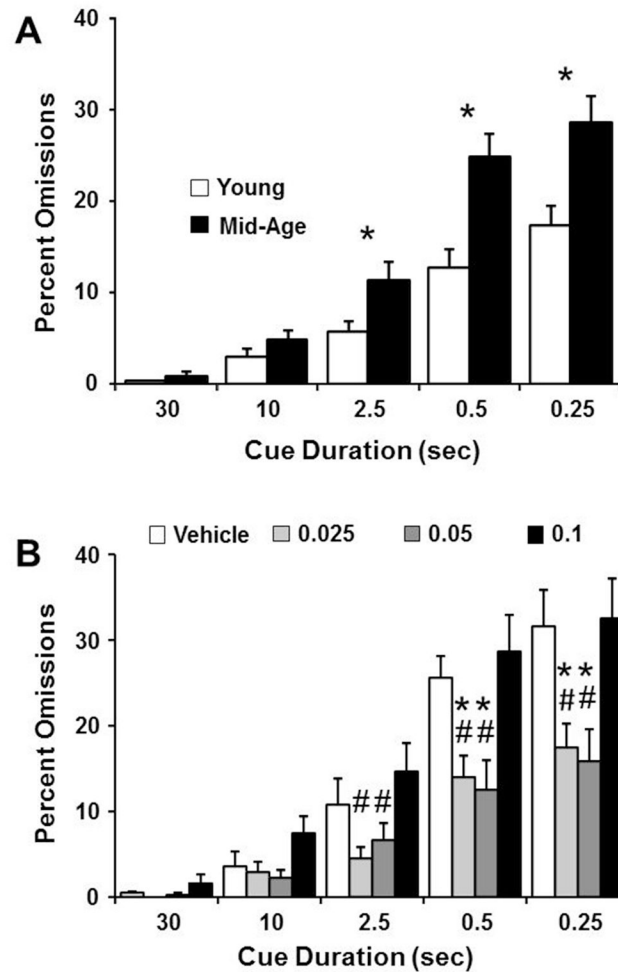 A
40
30
20
10
0
Percent Omissions
Young
Mid-Age
*
*
*
30 10 2.5 0.5 0.25
Cue Duration (sec)
B
Vehicle 0.025 0.05 0.1
40
30
20
10
0
Percent Omissions
# #
* *
# #
* *
# #
30 10 2.5 0.5 0.25
Cue Duration (sec)